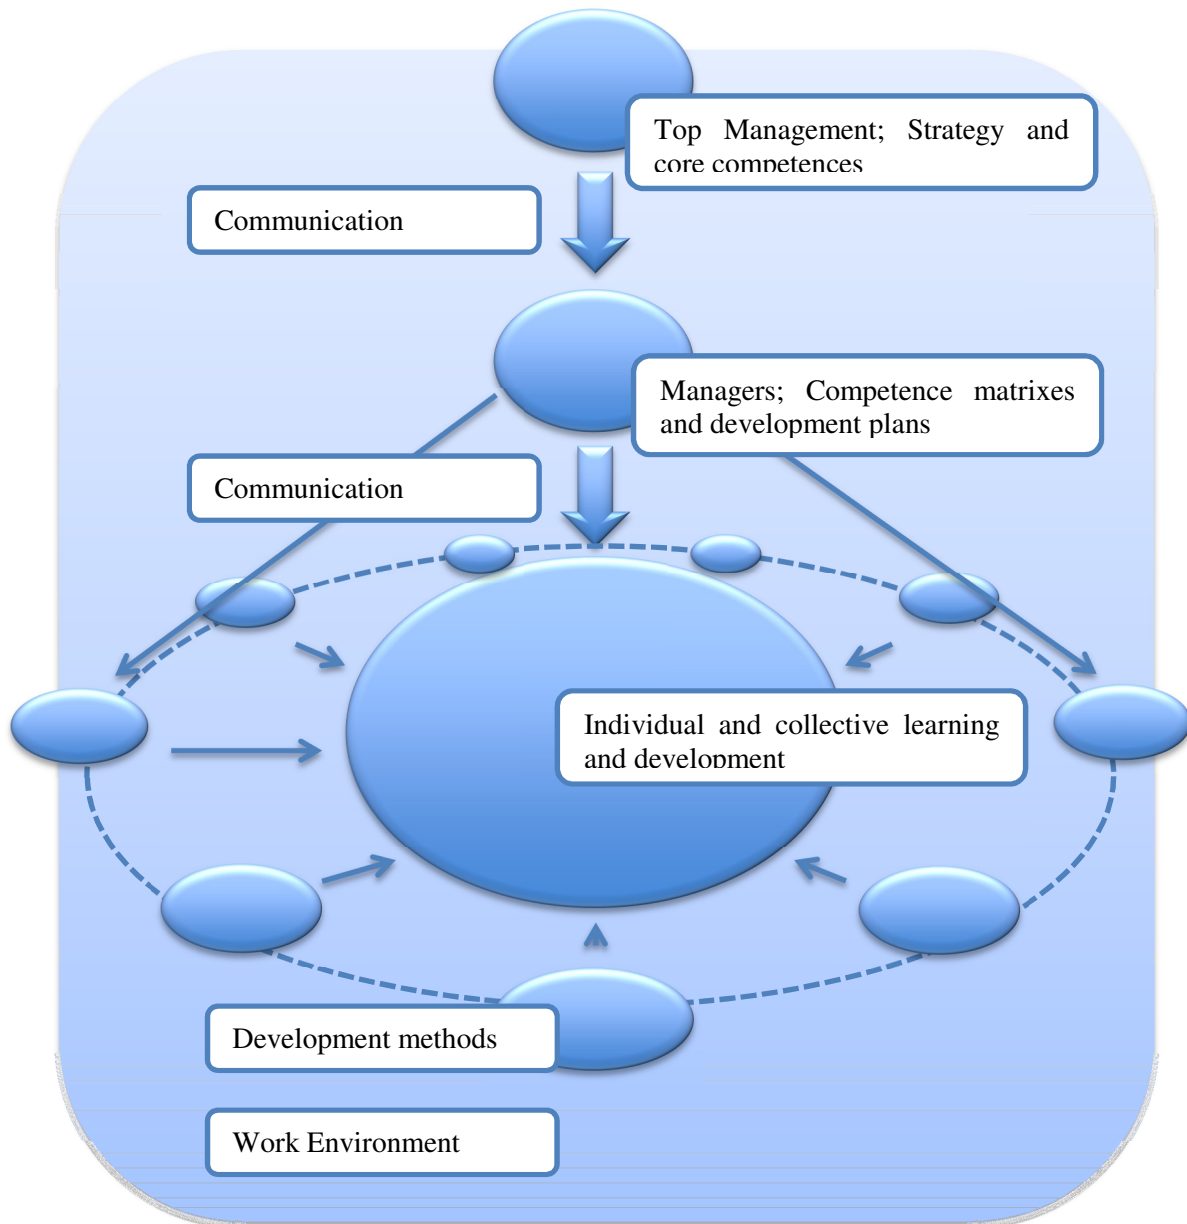 Top Management; Strategy and
core competences
Communication
Managers; Competence matrixes
and development plans
Communication
Individual and collective learning
and development
Development methods
Work Environment